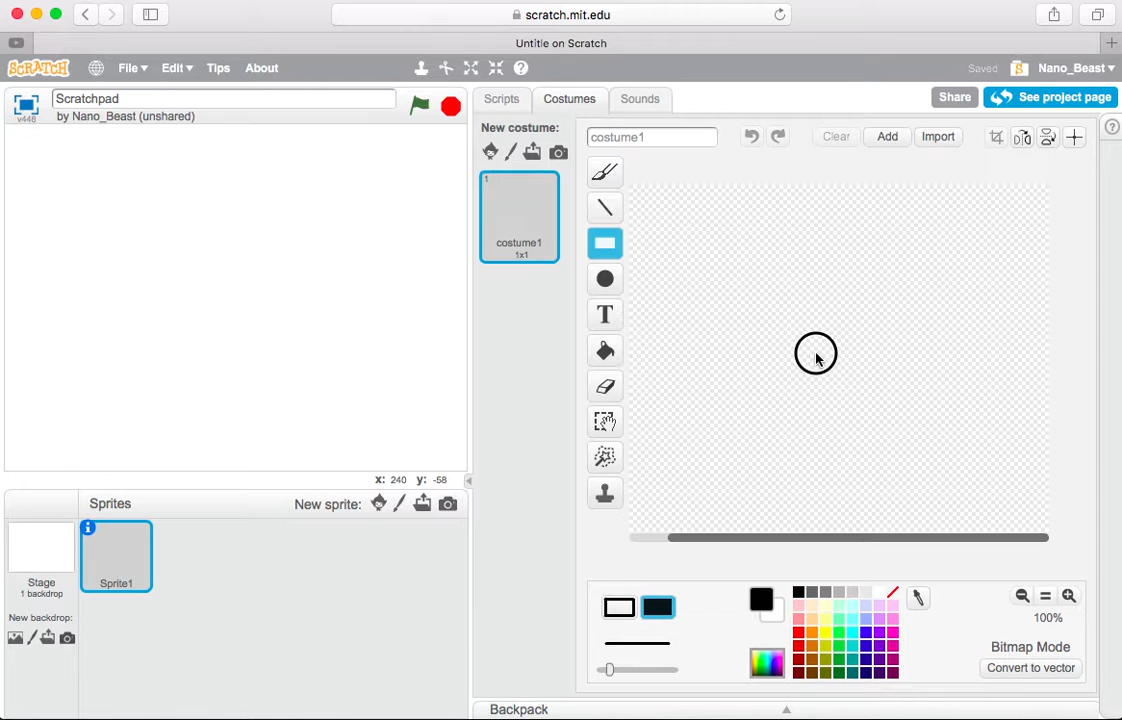 scratch.mit.edu
Untitle on Scratch
SCRATCH File Edit Tips About Saved Nano_Beast
Scratchpad
by Nano_Beast (unshared)
v448
Scripts Costumes Sounds Share See project page
New costume:
costume1 Clear Add Import
1
costume1
1x1
T
x: 240 y: -58
Sprites New sprite:
Stage
1 backdrop
Sprite1
New backdrop:
100%
Bitmap Mode
Convert to vector
Backpack